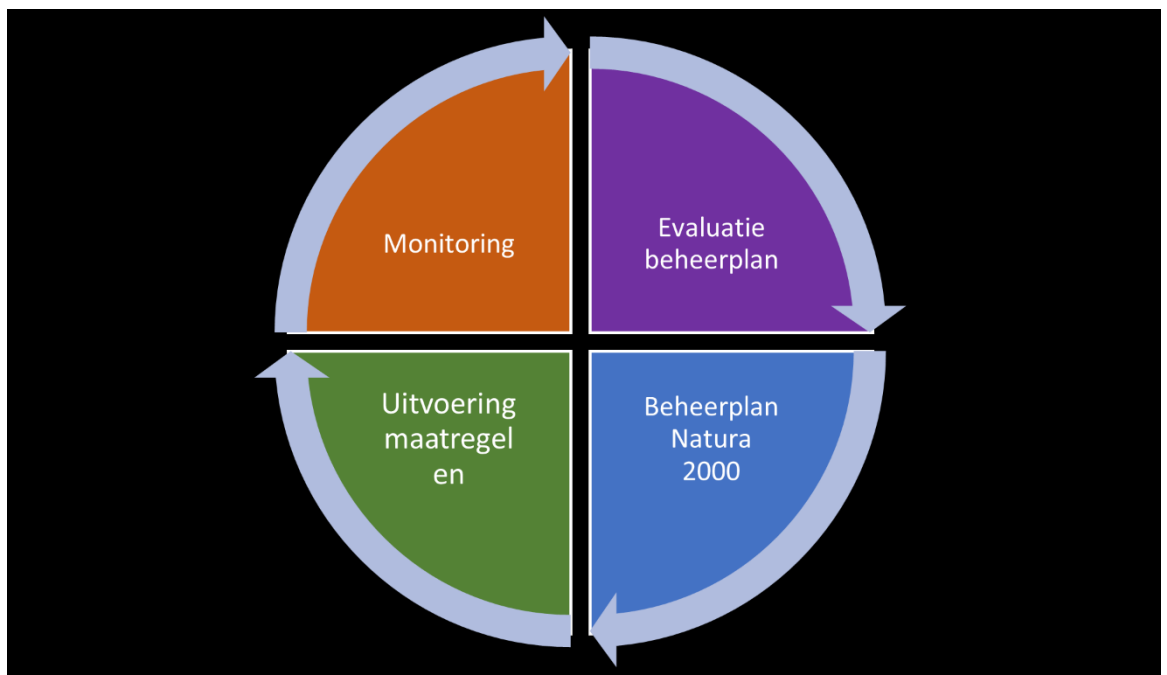 Monitoring
Evaluatie
beheerplan
Uitvoering
maatregel
en
Beheerplan
Natura
2000